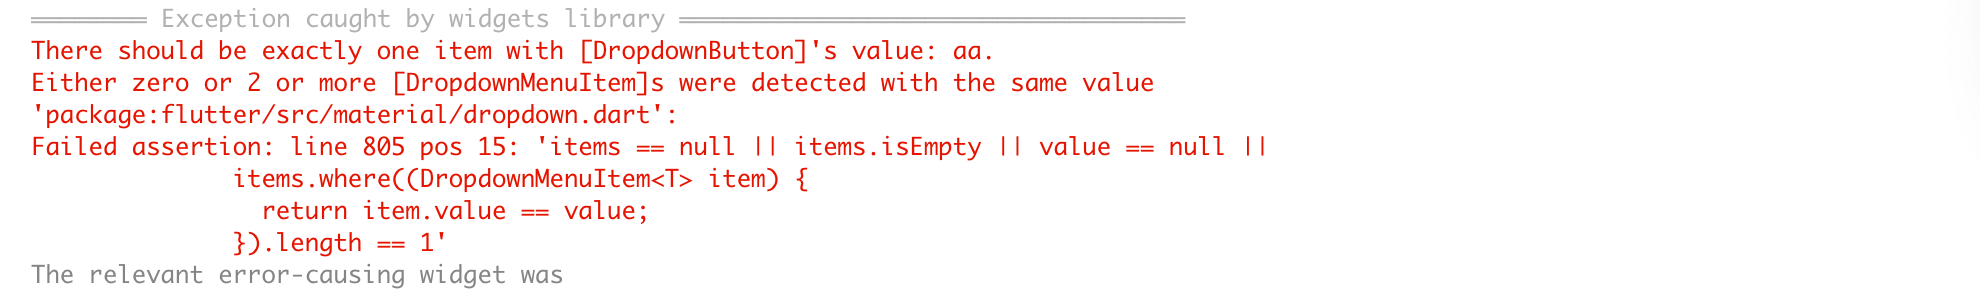 ════════ Exception caught by widgets library ═══════════════════════════════════
There should be exactly one item with [DropdownButton]'s value: aa.
Either zero or 2 or more [DropdownMenuItem]s were detected with the same value
'package:flutter/src/material/dropdown.dart':
Failed assertion: line 805 pos 15: 'items == null || items.isEmpty || value == null ||
              items.where((DropdownMenuItem<T> item) {
                return item.value == value;
              }).length == 1'
The relevant error-causing widget was